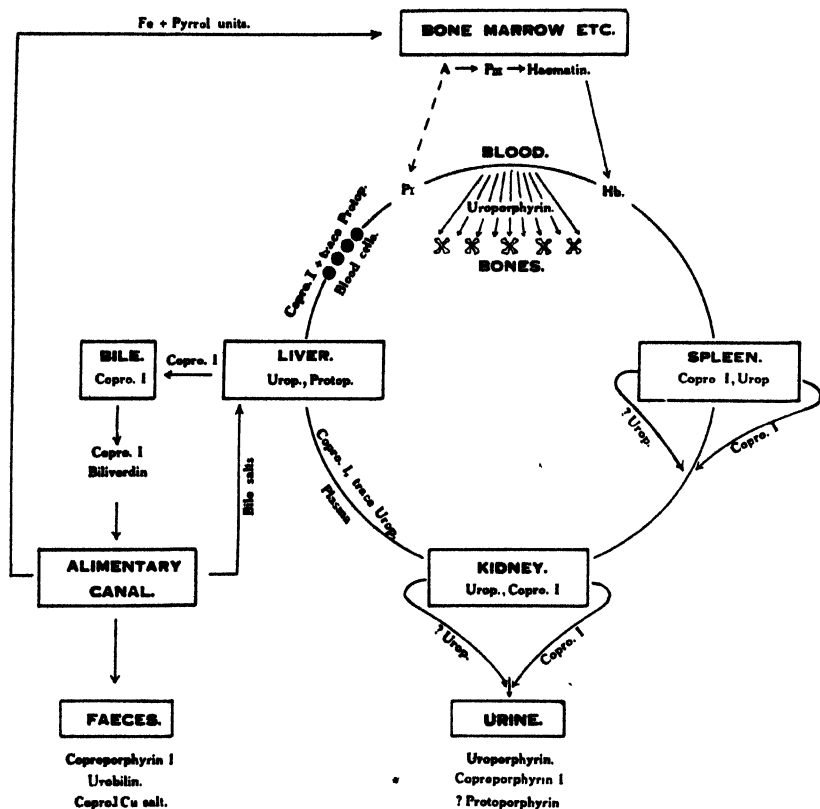 Fe + Pyrrol units.
BONE MARROW ETC.
A → PIII → Haematin.
BLOOD.
PI
Hb.
Uroporphyrin.
BONES.
Copro. I + trace Protop.
Blood cells.
BILE.
Copro. I
Copro. I
LIVER.
Urop., Protop.
SPLEEN.
Copro I, Urop
? Urop.
Copro. I
Copro. I
Biliverdin
Bile salts
Copro. I, trace Urop.
Plasma
ALIMENTARY
CANAL.
KIDNEY.
Urop., Copro. I
? Urop.
Copro. I
FAECES.
Coproporphyrin I
Urobilin.
Copro I Cu salt.
URINE.
Uroporphyrin.
Coproporphyrin I
? Protoporphyrin